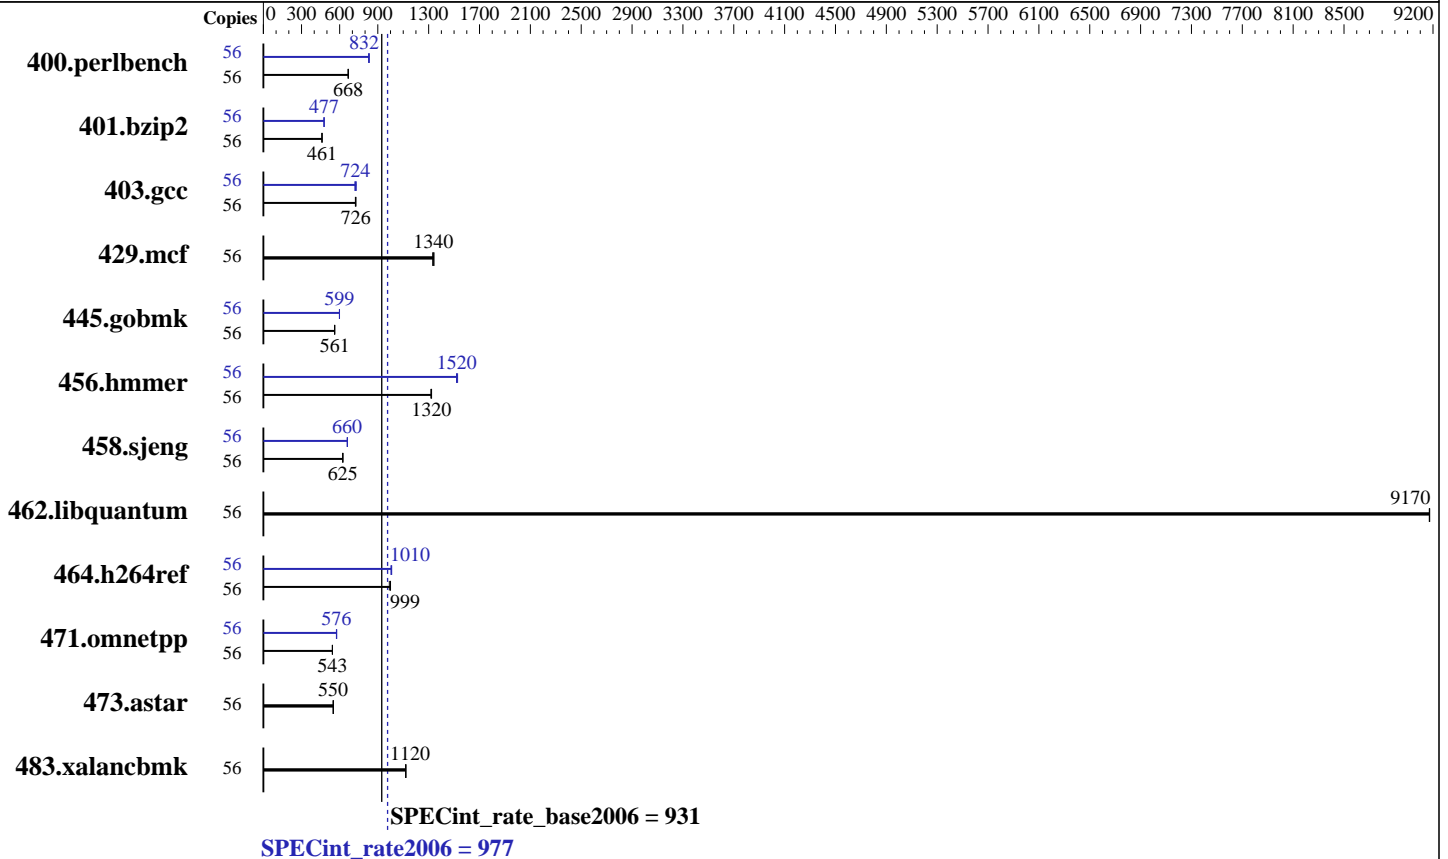 Copies 0 300 600 900 1300 1700 2100 2500 2900 3300 3700 4100 4500 4900 5300 5700 6100 6500 6900 7300 7700 8100 8500 9200
400.perlbench 56 832
56 668
401.bzip2 56 477
56 461
403.gcc 56 724
56 726
429.mcf 56 1340
445.gobmk 56 599
56 561
456.hmmer 56 1520
56 1320
458.sjeng 56 660
56 625
462.libquantum 56 9170
464.h264ref 56 1010
56 999
471.omnetpp 56 576
56 543
473.astar 56 550
483.xalancbmk 56 1120
SPECint_rate_base2006 = 931
SPECint_rate2006 = 977